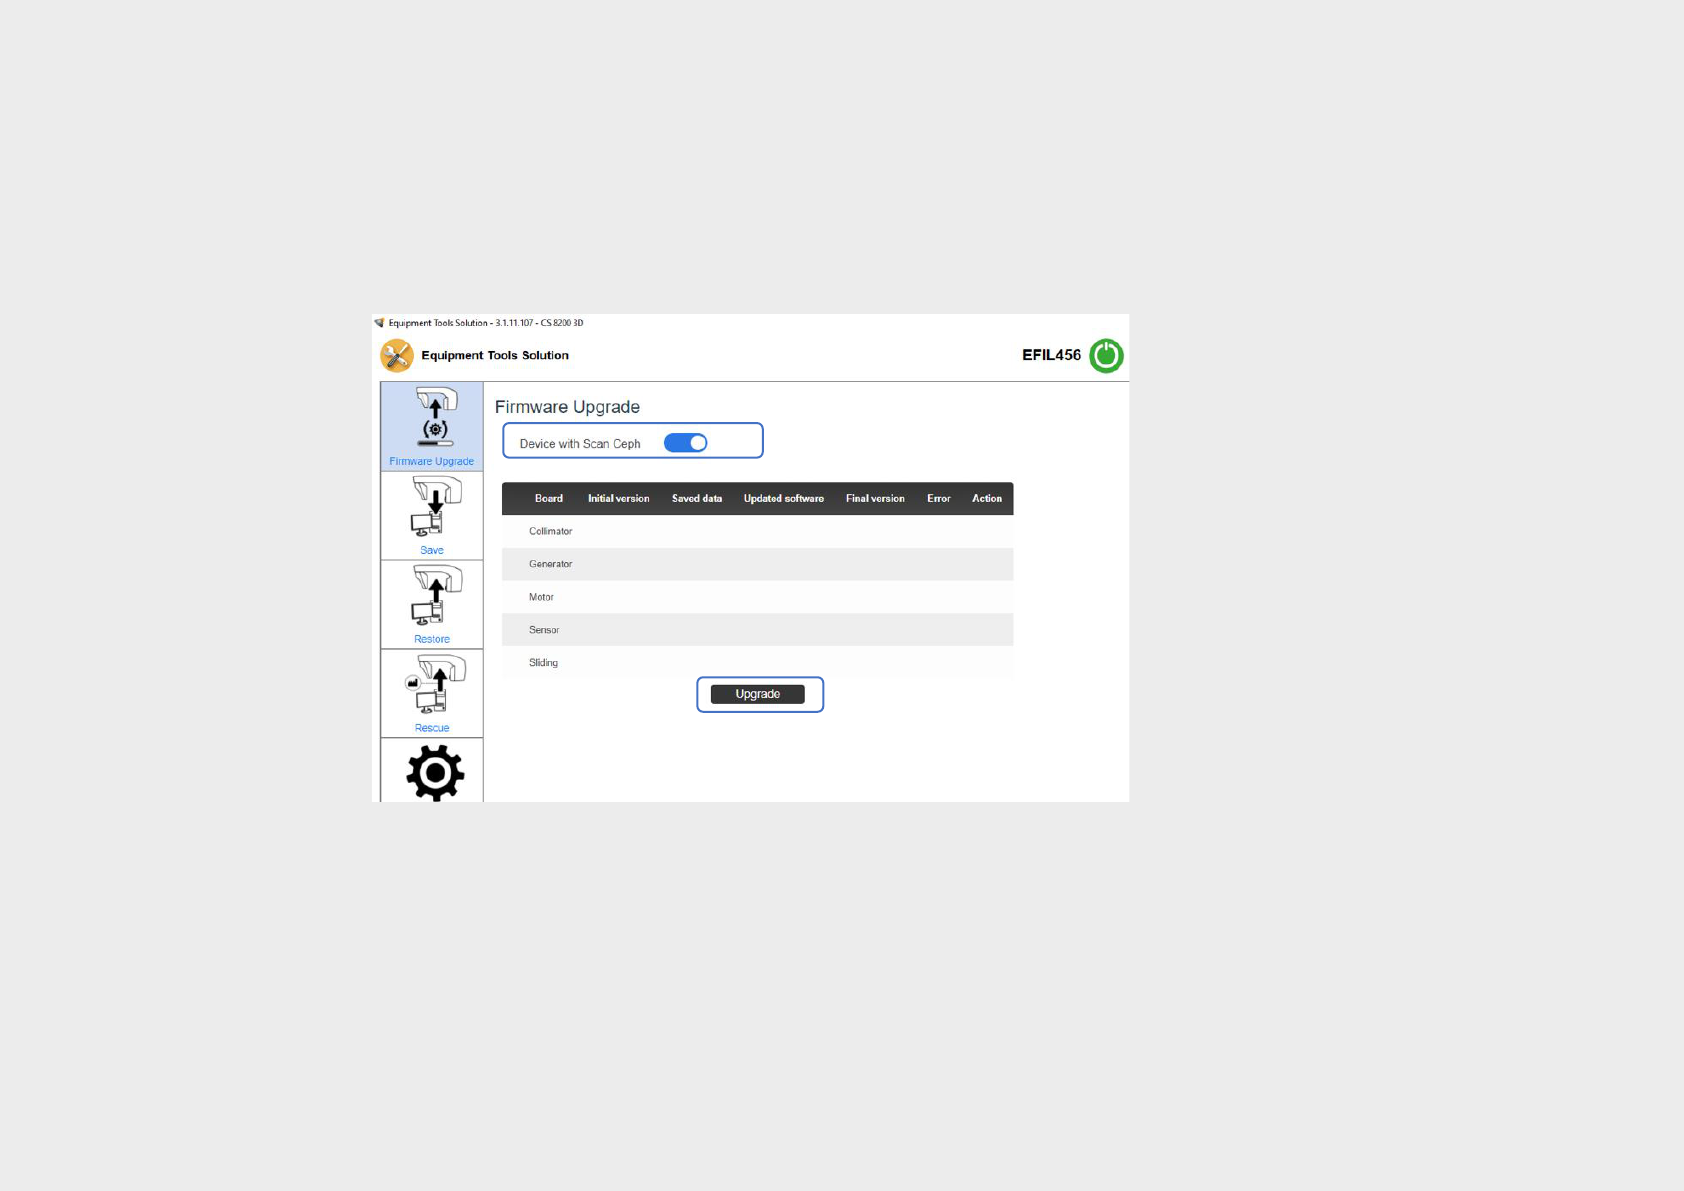 Equipment Tools Solution - 3.1.11.107 - CS 8200 3D
Equipment Tools Solution
EFIL456
Firmware Upgrade
Save
Restore
Rescue
Firmware Upgrade
Device with Scan Ceph
Board Initial version Saved data Updated software Final version Error Action
Collimator
Generator
Motor
Sensor
Sliding
Upgrade